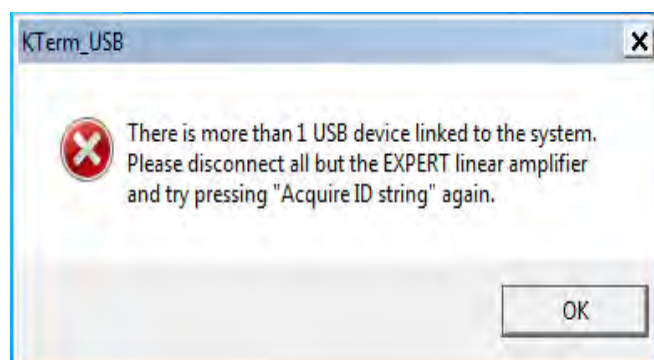 KTerm_USB
There is more than 1 USB device linked to the system.
Please disconnect all but the EXPERT linear amplifier
and try pressing "Acquire ID string" again.
OK